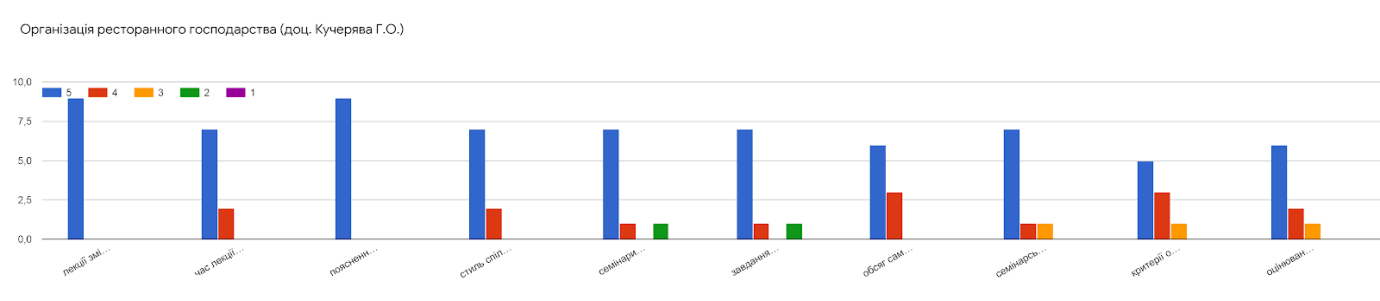 Організація ресторанного господарства (доц. Кучерява Г.О.)
10,0
5 4 3 2 1
7,5
5,0
2,5
0,0
лекції змі…
час лекції…
поясненн…
стиль спіл…
семінари…
завдання…
обсяг сам…
семінарсь…
критерії о…
оцінюван…